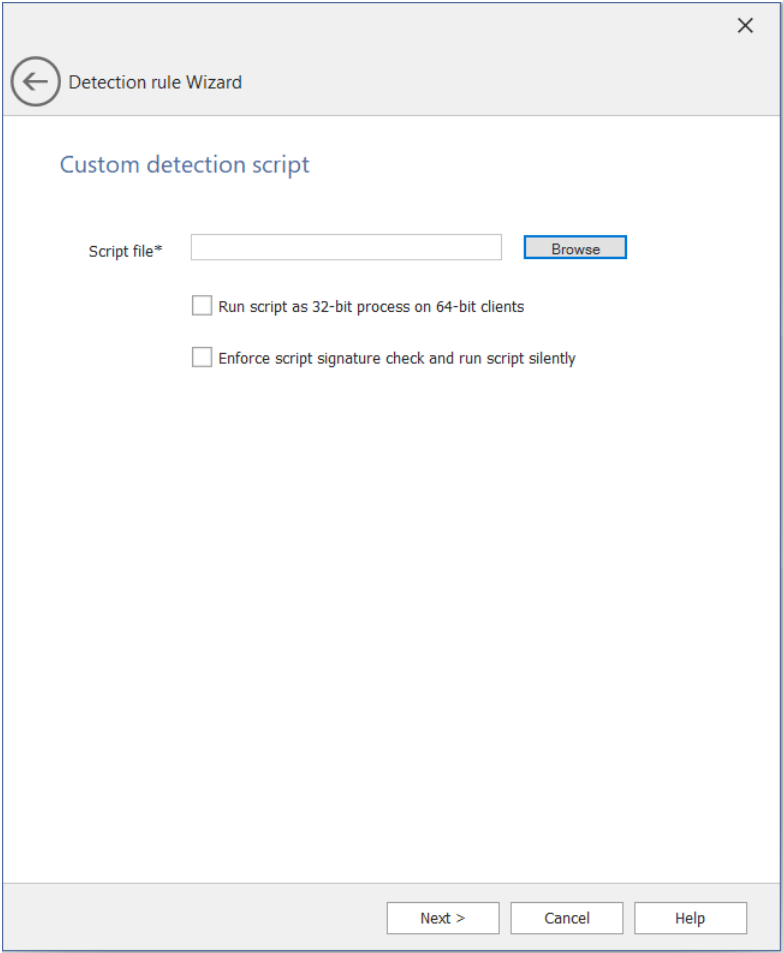 Detection rule Wizard
Custom detection script
Script file*
Browse
Run script as 32-bit process on 64-bit clients
Enforce script signature check and run script silently
Next >
Cancel
Help